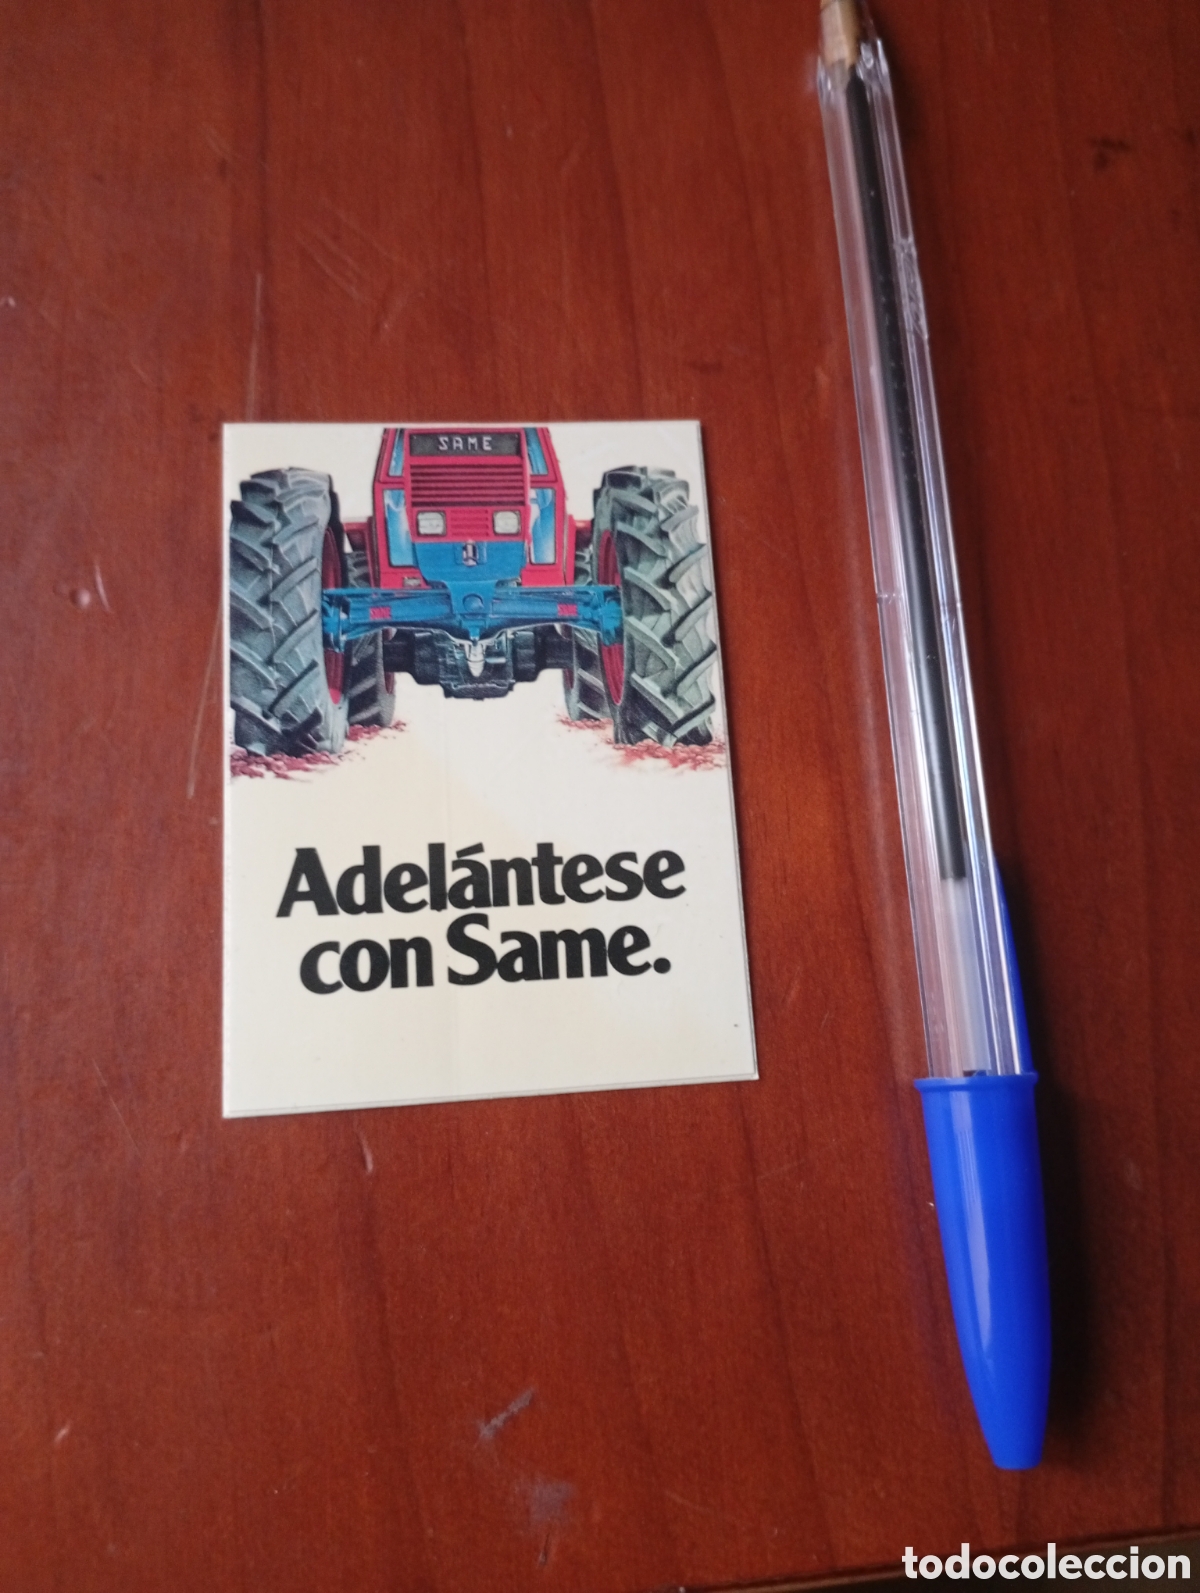 SAME
Adelántese
con Same.
todocoleccion